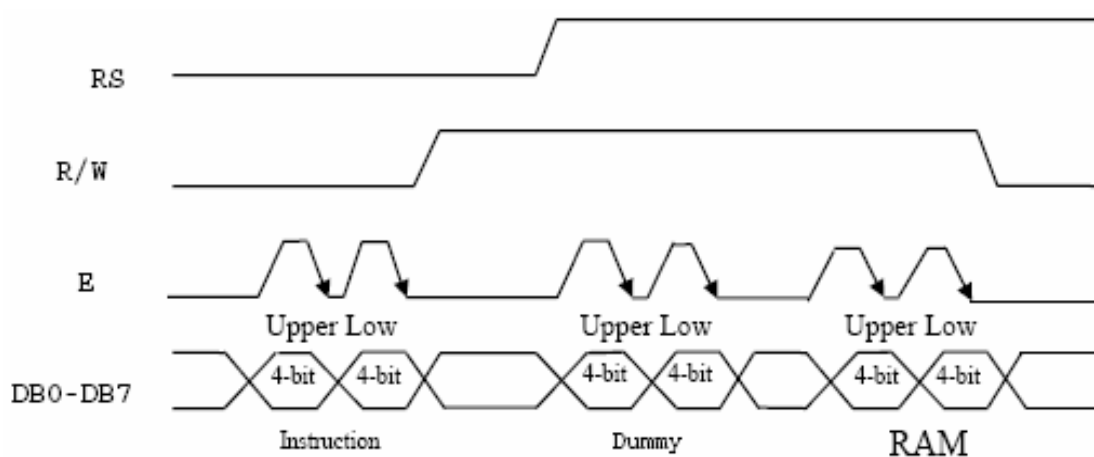 RS
R/W
E
Upper Low Upper Low Upper Low
DB0-DB7 4-bit 4-bit 4-bit 4-bit 4-bit 4-bit
Instruction Dummy RAM